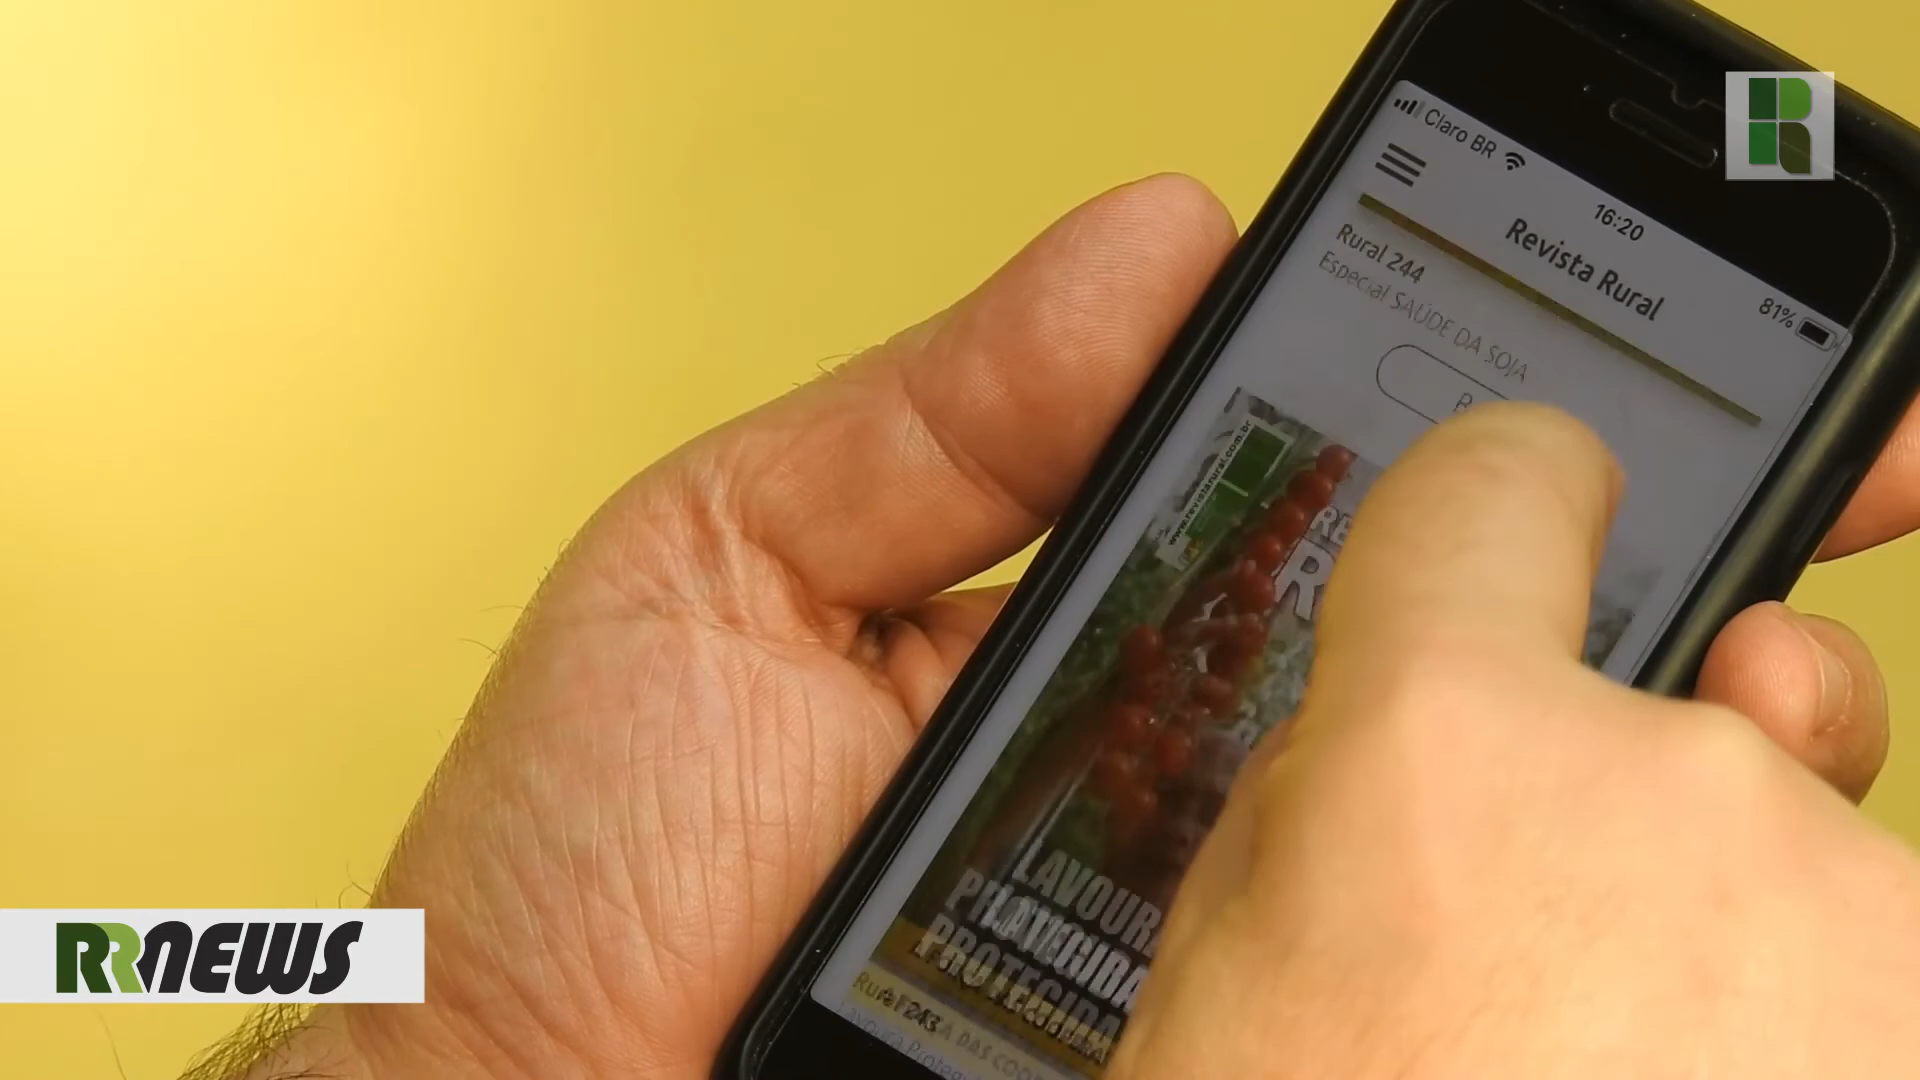 Claro BR
16:20
81%
Revista Rural
Rural 244
Especial SAÚDE DA SOJA
www.revistarural.com.br
LAVOURA
PROTEGIDA
Rural 243
RRNEWS